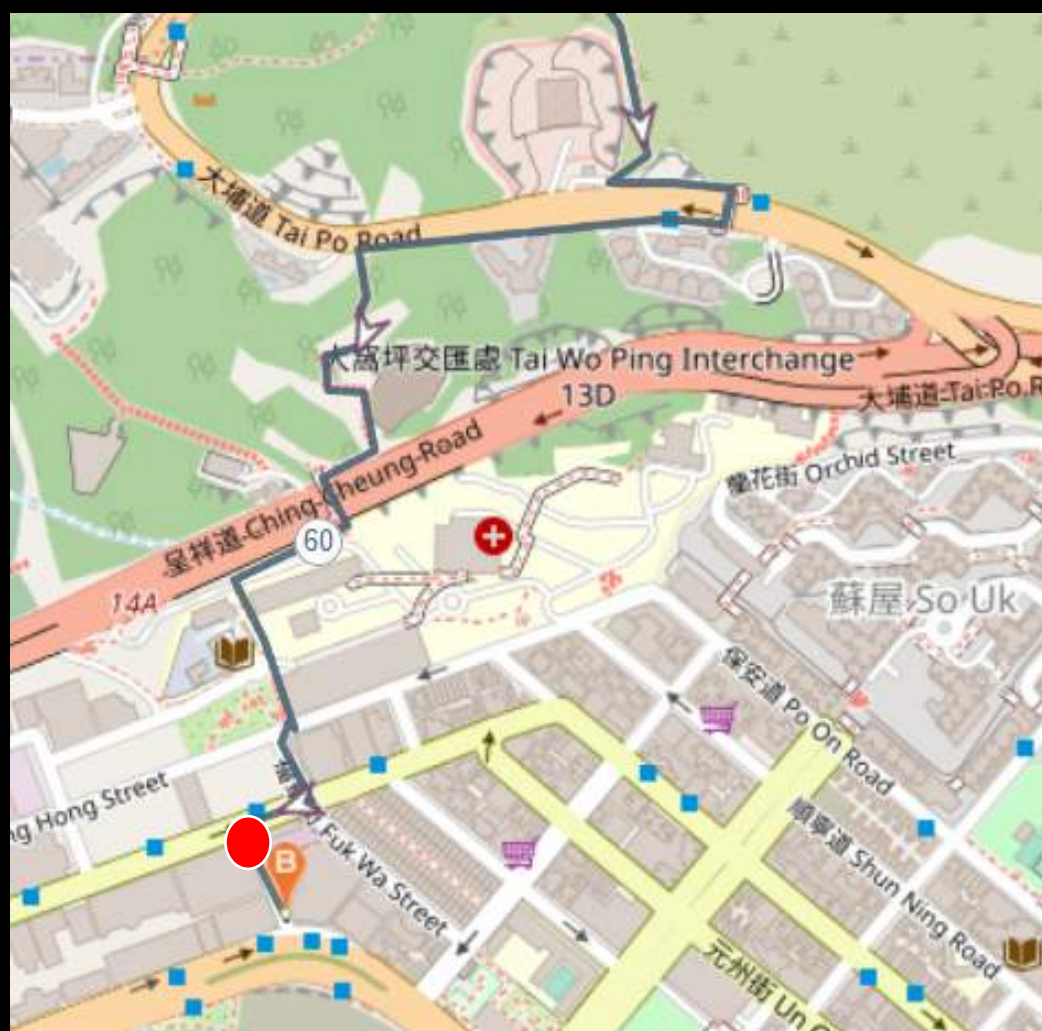 大埔道 Tai Po Road
大窩坪交匯處 Tai Wo Ping Interchange
13D
大埔道 Tai Po R
蘭花街 Orchid Street
呈祥道 Ching Cheung Road
60
14A
蘇屋 So Uk
保安道 Po On Road
ng Hong Street
Fuk Wa Street
順寧道 Shun Ning Road
B
元州街 Un